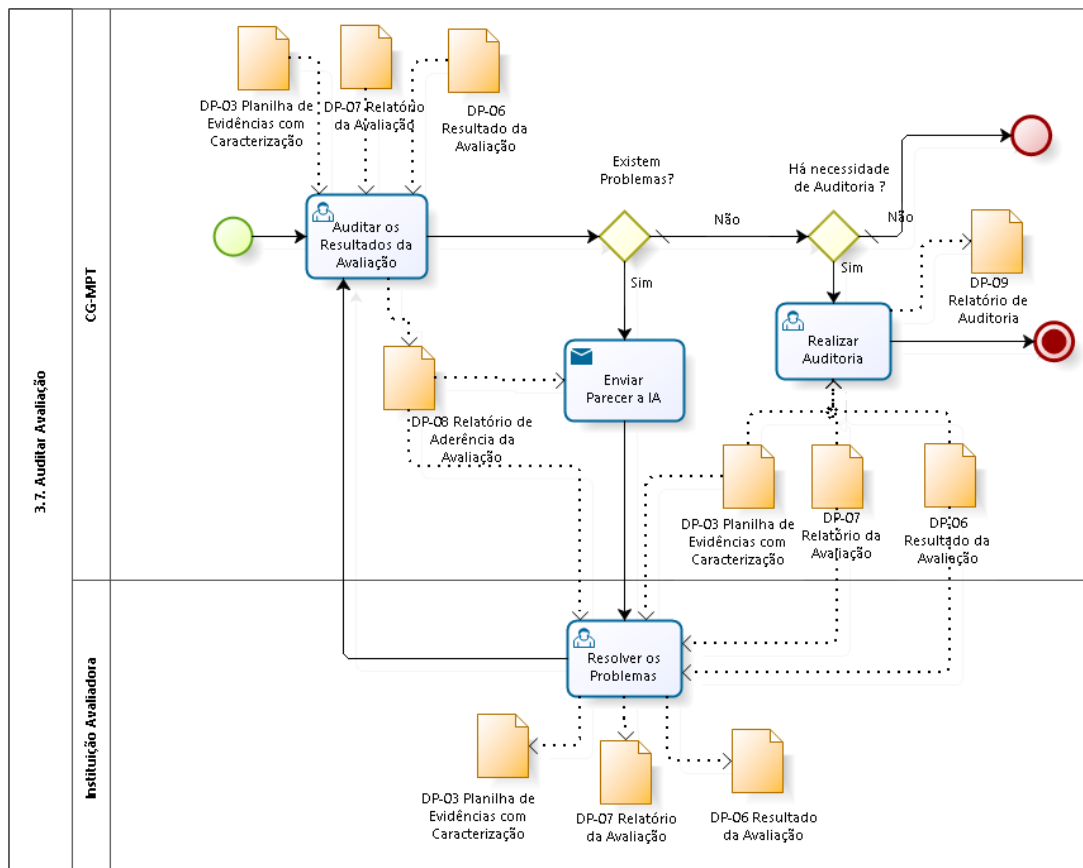 3.7. Auditar Avaliação
CG-MPT
Instituição Avaliadora
DP-03 Planilha de
Evidências com
Caracterização
DP-07 Relatório
da Avaliação
DP-06
Resultado da
Avaliação
Auditar os
Resultados da
Avaliação
Existem
Problemas?
Não
Sim
Há necessidade
de Auditoria ?
Não
Sim
DP-09
Relatório de
Auditoria
Realizar
Auditoria
Enviar
Parecer a IA
DP-08 Relatório de
Aderência da
Avaliação
DP-03 Planilha de
Evidências com
Caracterização
DP-07
Relatório da
Avaliação
DP-06
Resultado da
Avaliação
Resolver os
Problemas
DP-03 Planilha de
Evidências com
Caracterização
DP-07 Relatório
da Avaliação
DP-06 Resultado
da Avaliação